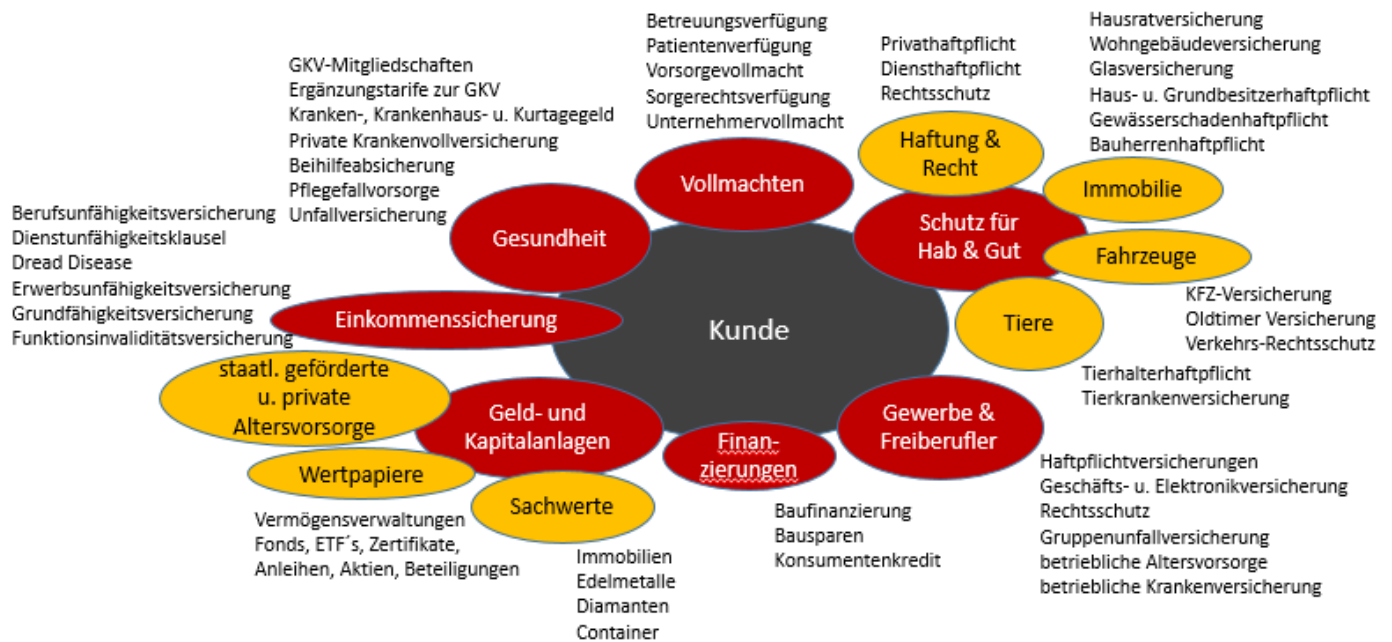 GKV-Mitgliedschaften
Ergänzungstarife zur GKV
Kranken-, Krankenhaus- u. Kurtagegeld
Private Krankenvollversicherung
Beihilfeabsicherung
Pflegefallvorsorge
Unfallversicherung
Gesundheit
Betreuungsverfügung
Patientenverfügung
Vorsorgevollmacht
Sorgerechtsverfügung
Unternehmervollmacht
Vollmachten
Privathaftpflicht
Diensthaftpflicht
Rechtsschutz
Haftung &
Recht
Hausratversicherung
Wohngebäudeversicherung
Glasversicherung
Haus- u. Grundbesitzerhaftpflicht
Gewässerschadenhaftpflicht
Bauherrenhaftpflicht
Immobilie
Schutz für
Hab & Gut
Fahrzeuge
KFZ-Versicherung
Oldtimer Versicherung
Verkehrs-Rechtsschutz
Tiere
Tierhalterhaftpflicht
Tierkrankenversicherung
Berufsunfähigkeitsversicherung
Dienstunfähigkeitsklausel
Dread Disease
Erwerbsunfähigkeitsversicherung
Grundfähigkeitsversicherung
Funktionsinvaliditätsversicherung
Einkommenssicherung
Kunde
staatl. geförderte
u. private
Altersvorsorge
Geld- und
Kapitalanlagen
Wertpapiere
Vermögensverwaltungen
Fonds, ETF´s, Zertifikate,
Anleihen, Aktien, Beteiligungen
Sachwerte
Immobilien
Edelmetalle
Diamanten
Container
Finan-
zierungen
Baufinanzierung
Bausparen
Konsumentenkredit
Gewerbe &
Freiberufler
Haftpflichtversicherungen
Geschäfts- u. Elektronikversicherung
Rechtsschutz
Gruppenunfallversicherung
betriebliche Altersvorsorge
betriebliche Krankenversicherung